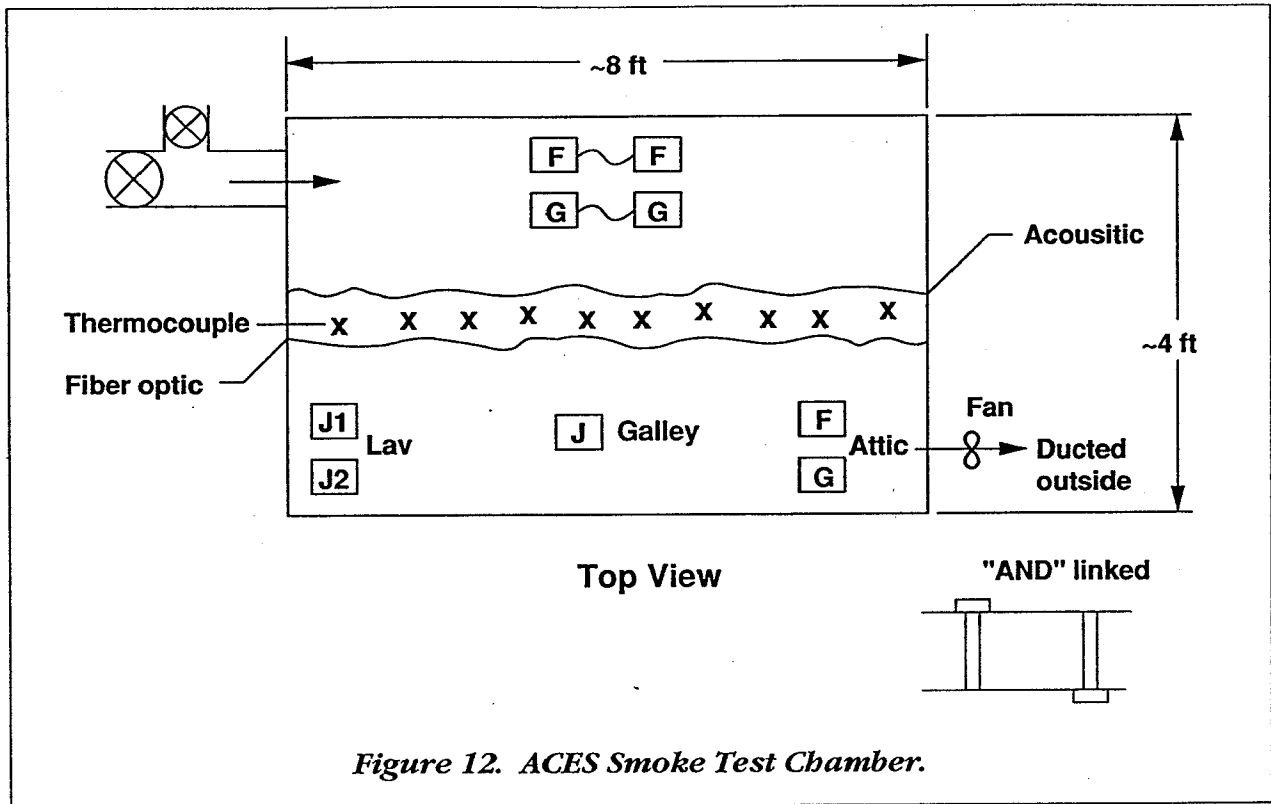 ~8 ft
F F
G G
Acousitic
X X X X X X X X X X
Thermocouple
~4 ft
Fiber optic
J1
Lav
J2
J Galley
F
Attic
G
Fan
Ducted
outside
Top View
"AND" linked
Figure 12. ACES Smoke Test Chamber.